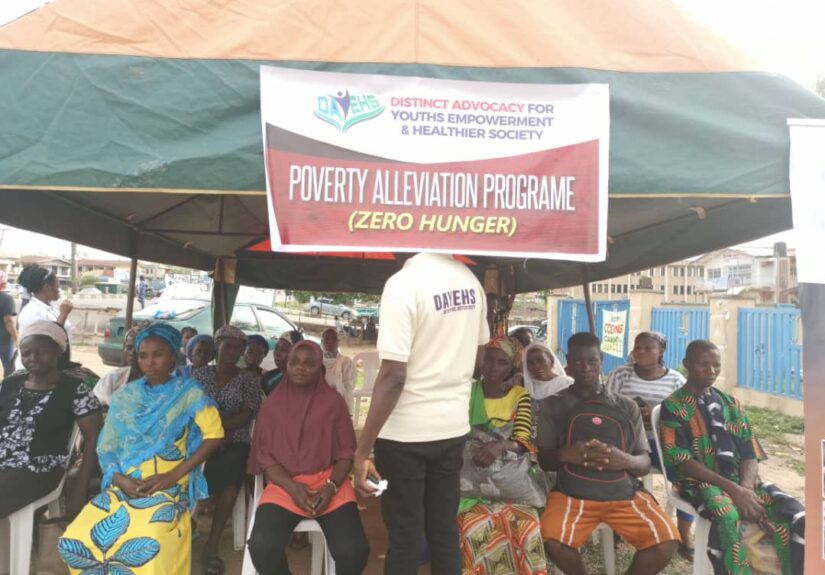 DAYEHS
DISTINCT ADVOCACY FOR
YOUTHS EMPOWERMENT
& HEALTHIER SOCIETY
POVERTY ALLEVIATION PROGRAME
(ZERO HUNGER)
DAYEHS